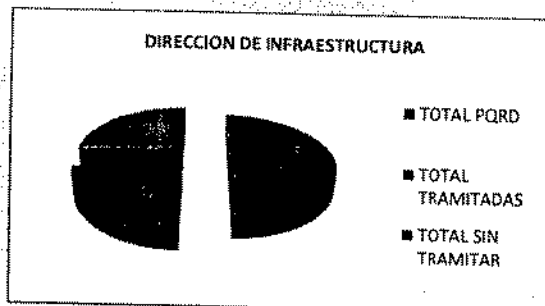 DIRECCION DE INFRAESTRUCTURA
TOTAL PQRD
TOTAL
TRAMITADAS
TOTAL SIN
TRAMITAR